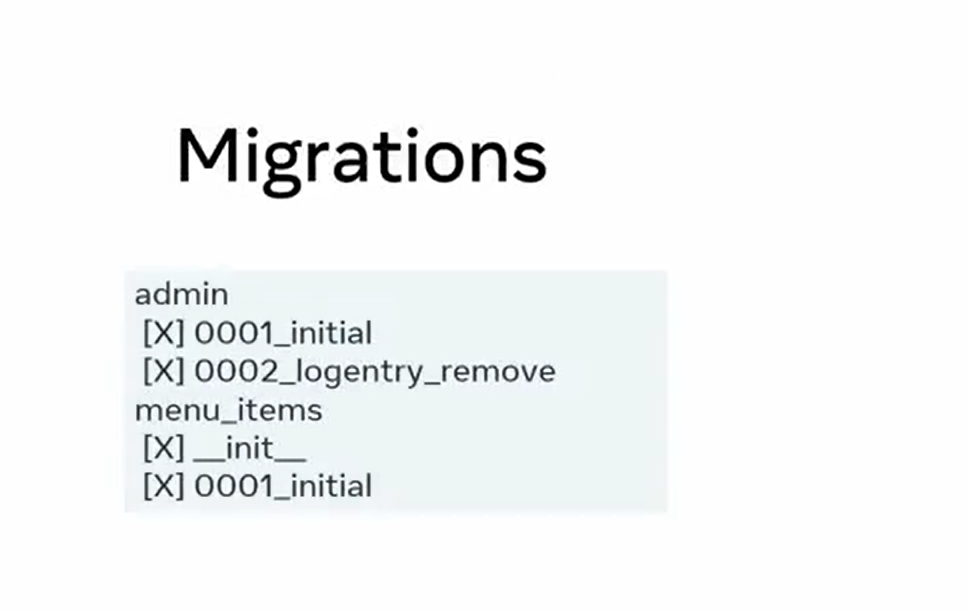 Migrations
admin
[X] 0001_initial
[X] 0002_logentry_remove
menu_items
[X] __init__
[X] 0001_initial